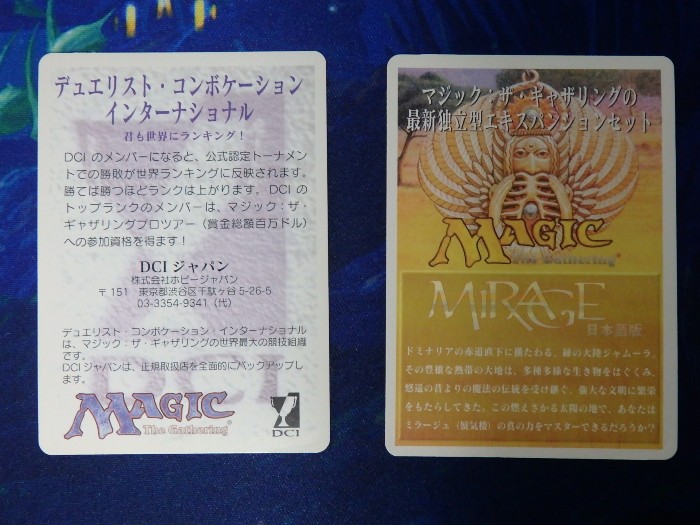 デュエリスト・コンボケーション
インターナショナル
君も世界にランキング！
DCI のメンバーになると、公式認定トーナメン
トでの勝敗が世界ランキングに反映されます。
勝てば勝つほどランクは上がります。DCI の
トップランクのメンバーは、マジック：ザ・
ギャザリングプロツアー（賞金総額百万ドル）
への参加資格を得ます！
DCI ジャパン
株式会社ホビージャパン
〒151　東京都渋谷区千駄ヶ谷 5-26-5
03-3354-9341（代）
デュエリスト・コンボケーション・インターナショナル
は、マジック：ザ・ギャザリングの世界最大の競技組織
です。
DCI ジャパンは、正規取扱店を全面的にバックアップし
ます。
MAGIC
The Gathering®
DCI
マジック：ザ・ギャザリングの
最新独立型エキスパンションセット
MAGIC
The Gathering®
MIRAGE
日本語版
ドミナリアの赤道直下に横たわる、緑の大陸ジャムーラ。
その豊穣な熱帯の大地は、多種多様な生き物をはぐくみ、
悠遠の昔よりの魔法の伝統を受け継ぐ、強大な文明に繁栄
をもたらしてきた。この燃えさかる太陽の地で、あなたは
ミラージュ（蜃気楼）の真の力をマスターできるだろうか？